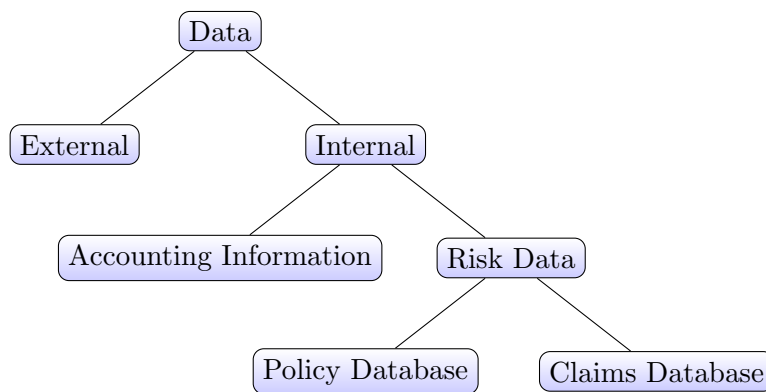 Data
External
Internal
Accounting Information
Risk Data
Policy Database
Claims Database